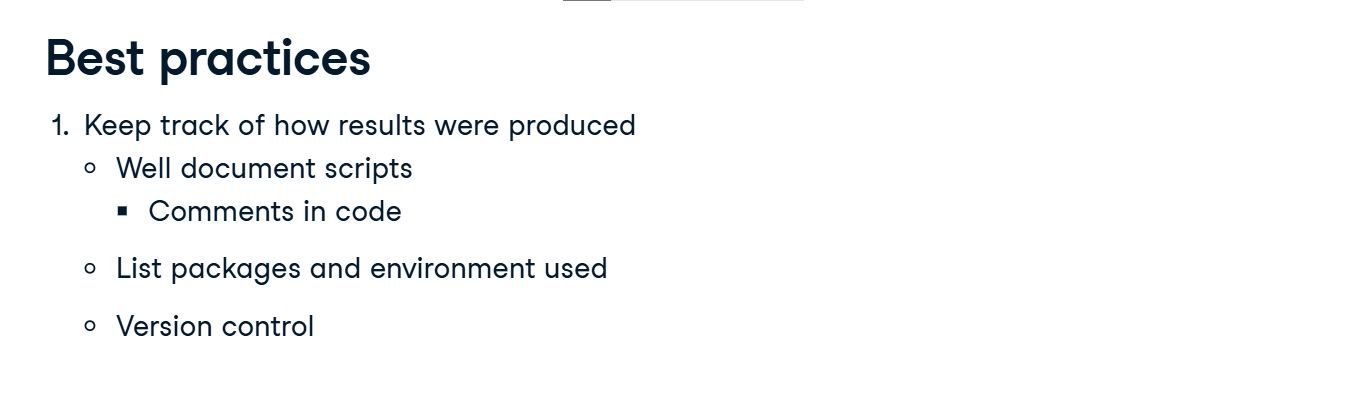 Best practices
1. Keep track of how results were produced
Well document scripts
Comments in code
List packages and environment used
Version control